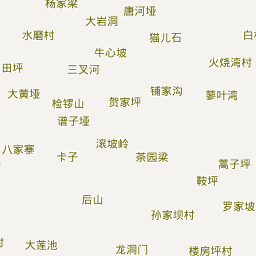 杨家梁
唐河垭
大岩洞
水磨村
猫儿石
白
牛心坡
火烧湾村
田坪
三叉河
铺家沟
大黄垭
检锣山
贺家坪
蓼叶湾
谱子垭
滚坡岭
八家寨
卡子
茶园梁
蒿子坪
鞍坪
后山
罗家坡
孙家坝村
村
大莲池
龙洞门
楼房坪村